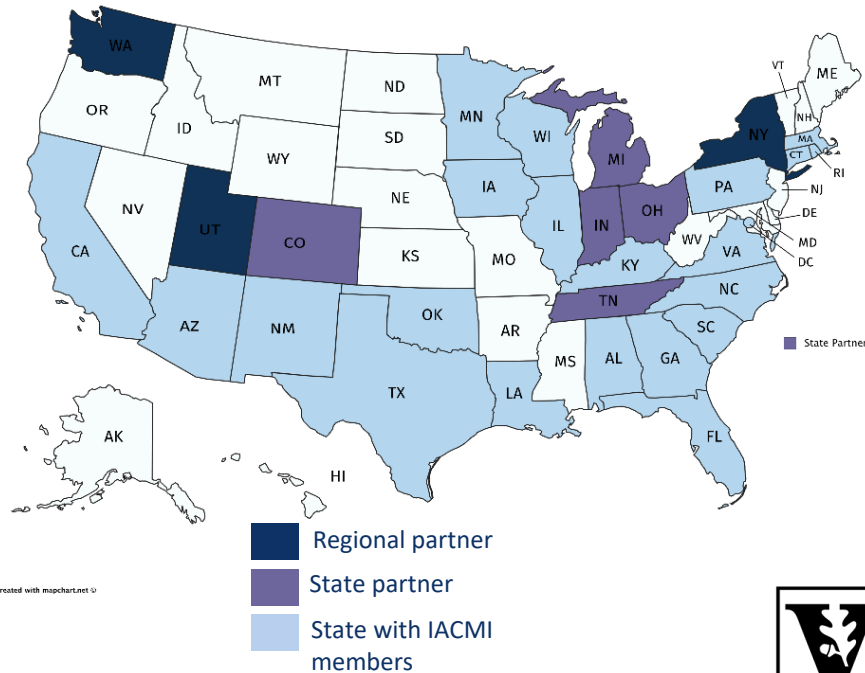 WA
MT
ND
MN
VT
ME
OR
ID
SD
WI
MI
NY
NH
MA
CT
RI
WY
IA
PA
NJ
NE
NV
UT
CO
IL
IN
OH
DE
MD
DC
CA
KS
MO
KY
WV
VA
TN
NC
AZ
NM
OK
AR
SC
State Partner
MS
AL
GA
TX
LA
FL
AK
HI
Regional partner
State partner
State with IACMI
members
reated with mapchart.net ©
V